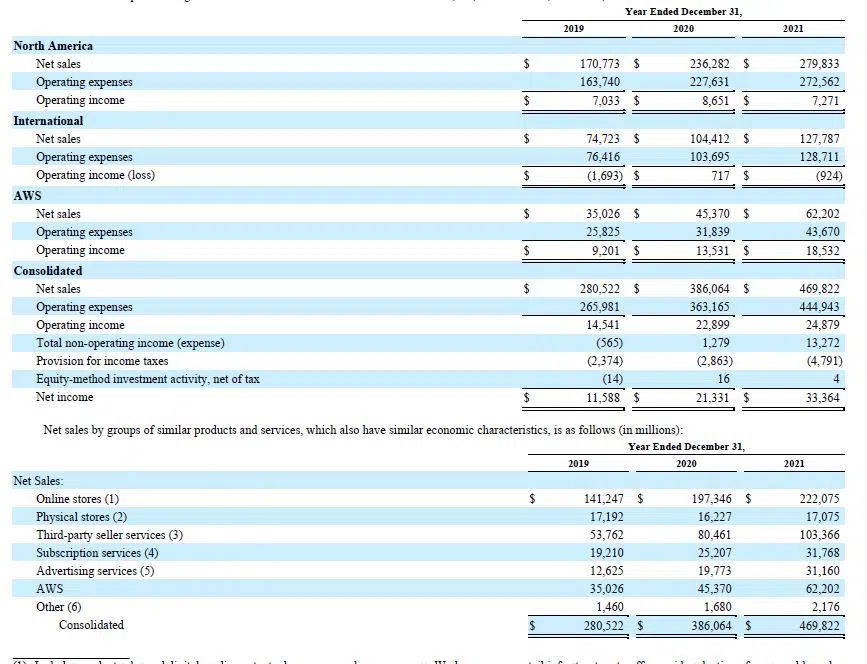 Year Ended December 31,
2019 2020 2021
North America
Net sales $ 170,773 $ 236,282 $ 279,833
Operating expenses 163,740 227,631 272,562
Operating income $ 7,033 $ 8,651 $ 7,271
International
Net sales $ 74,723 $ 104,412 $ 127,787
Operating expenses 76,416 103,695 128,711
Operating income (loss) $ (1,693) $ 717 $ (924)
AWS
Net sales $ 35,026 $ 45,370 $ 62,202
Operating expenses 25,825 31,839 43,670
Operating income $ 9,201 $ 13,531 $ 18,532
Consolidated
Net sales $ 280,522 $ 386,064 $ 469,822
Operating expenses 265,981 363,165 444,943
Operating income 14,541 22,899 24,879
Total non-operating income (expense) (565) 1,279 13,272
Provision for income taxes (2,374) (2,863) (4,791)
Equity-method investment activity, net of tax (14) 16 4
Net income $ 11,588 $ 21,331 $ 33,364
Net sales by groups of similar products and services, which also have similar economic characteristics, is as follows (in millions):
Year Ended December 31,
2019 2020 2021
Net Sales:
Online stores (1) $ 141,247 $ 197,346 $ 222,075
Physical stores (2) 17,192 16,227 17,075
Third-party seller services (3) 53,762 80,461 103,366
Subscription services (4) 19,210 25,207 31,768
Advertising services (5) 12,625 19,773 31,160
AWS 35,026 45,370 62,202
Other (6) 1,460 1,680 2,176
Consolidated $ 280,522 $ 386,064 $ 469,822